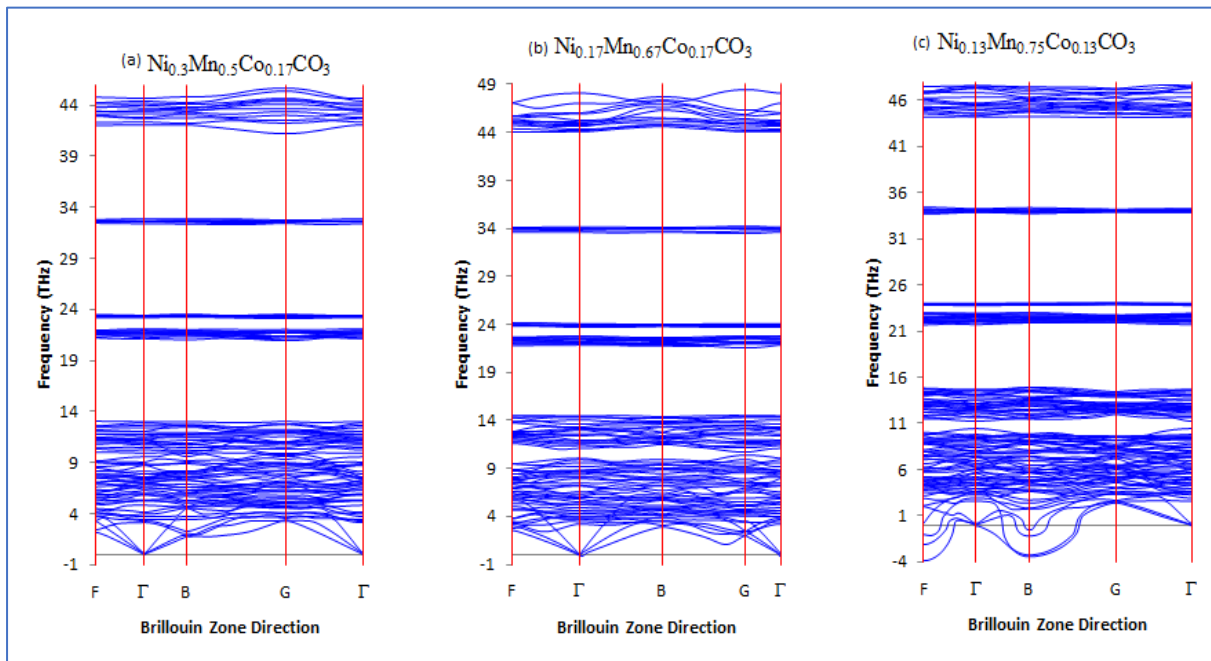 (a) Ni0.3Mn0.5Co0.17CO3
44
39
34
29
24
19
14
9
4
-1
Frequency (THz)
F Γ B G Γ
Brillouin Zone Direction
(b) Ni0.17Mn0.67Co0.17CO3
49
44
39
34
29
24
19
14
9
4
-1
Frequency (THz)
F Γ B G Γ
Brillouin Zone Direction
(c) Ni0.13Mn0.75Co0.13CO3
46
41
36
31
26
21
16
11
6
1
-4
Frequency (THz)
F Γ B G Γ
Brillouin Zone Direction